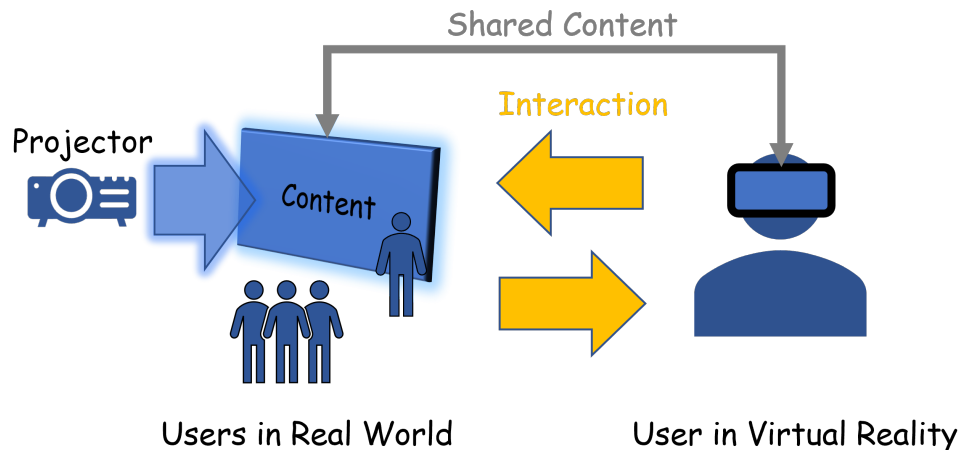 Shared Content
Interaction
Projector
Content
Users in Real World
User in Virtual Reality